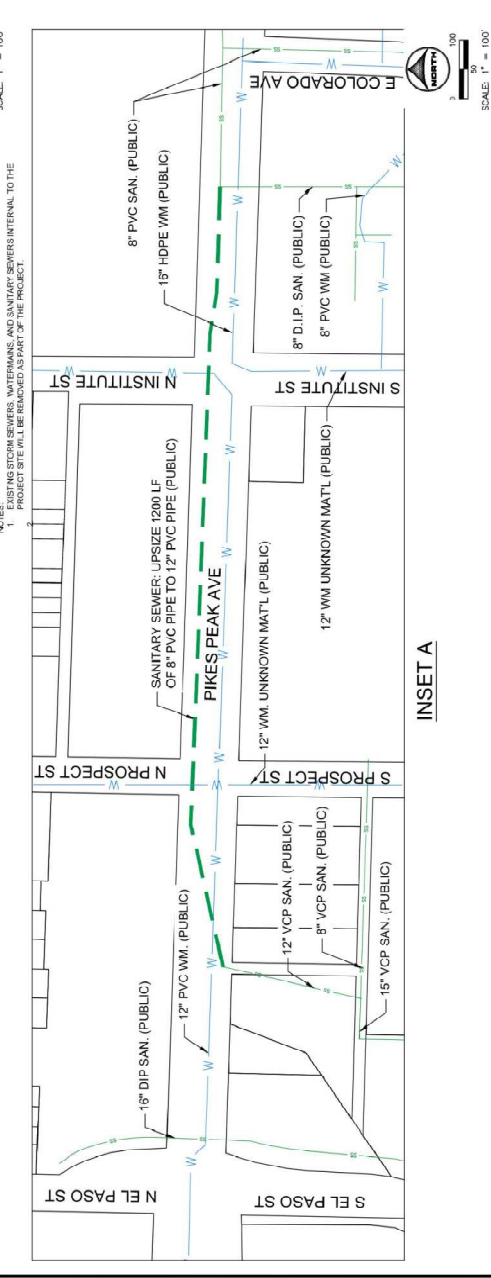 SCALE: 1" = 100'
NOTES:
1. EXISTING STORM SEWERS, WATERMAINS, AND SANITARY SEWERS INTERNAL TO THE
PROJECT SITE WILL BE REMOVED AS PART OF THE PROJECT.
2.
N EL PASO ST
S EL PASO ST
W
SS
16" DIP SAN. (PUBLIC)
12" PVC WM. (PUBLIC)
12" VCP SAN. (PUBLIC)
8" VCP SAN. (PUBLIC)
15" VCP SAN. (PUBLIC)
N PROSPECT ST
S PROSPECT ST
12" WM. UNKNOWN MAT'L (PUBLIC)
SANITARY SEWER: UPSIZE 1200 LF
OF 8" PVC PIPE TO 12" PVC PIPE (PUBLIC)
PIKES PEAK AVE
12" WM UNKNOWN MAT'L (PUBLIC)
N INSTITUTE ST
S INSTITUTE ST
8" PVC SAN. (PUBLIC)
16" HDPE WM (PUBLIC)
8" D.I.P. SAN. (PUBLIC)
8" PVC WM (PUBLIC)
E COLORADO AVE
INSET A
NORTH
0 50 100
SCALE: 1" = 100'